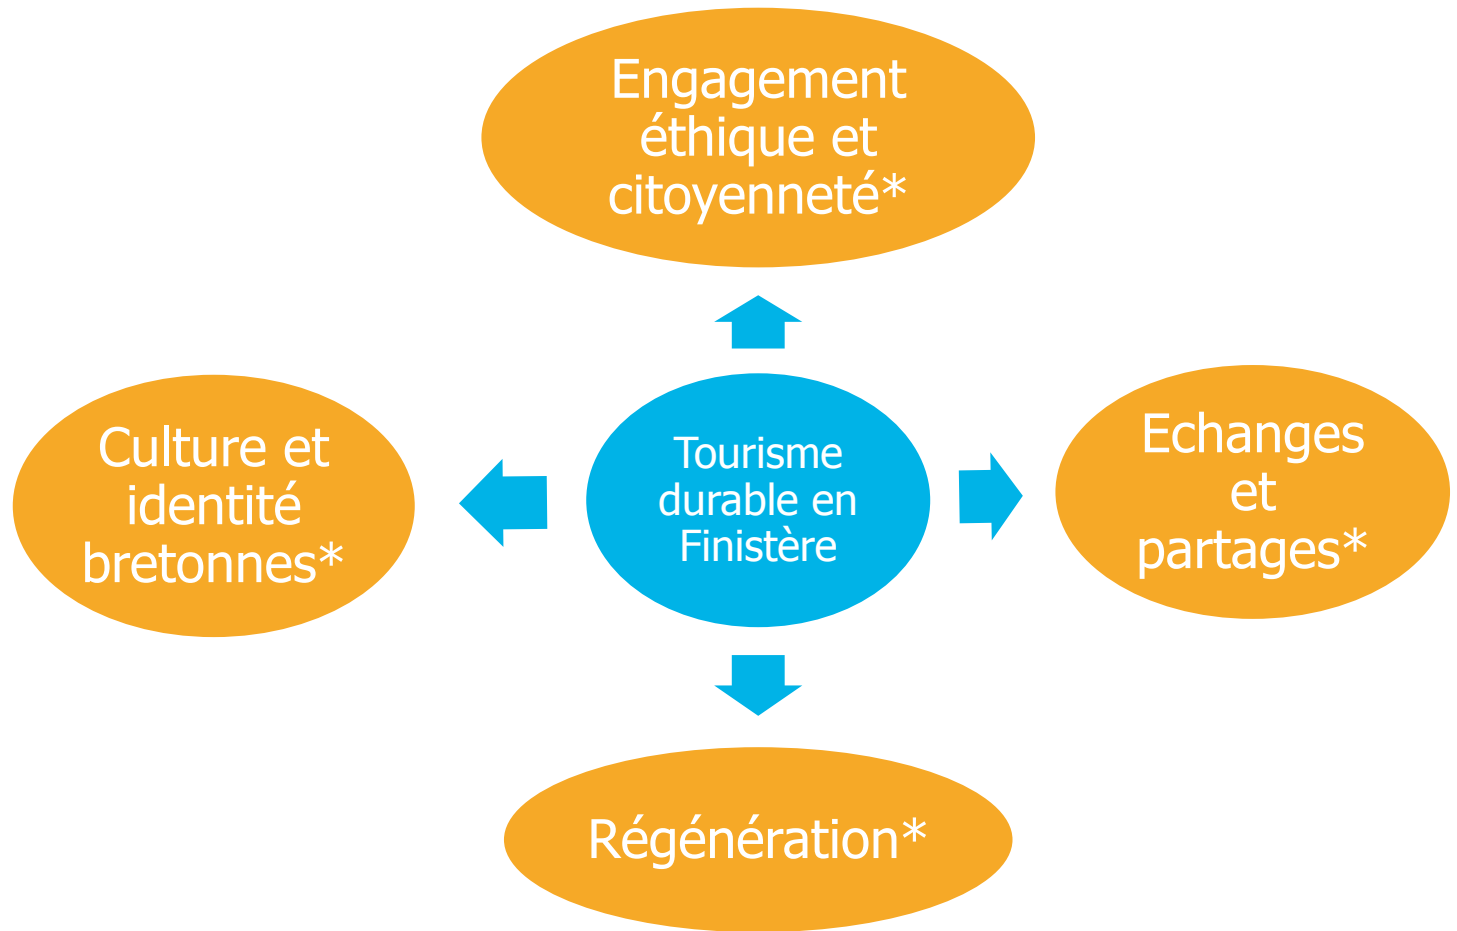 Engagement
éthique et
citoyenneté*
Culture et
identité
bretonnes*
Tourisme
durable en
Finistère
Echanges
et
partages*
Régénération*